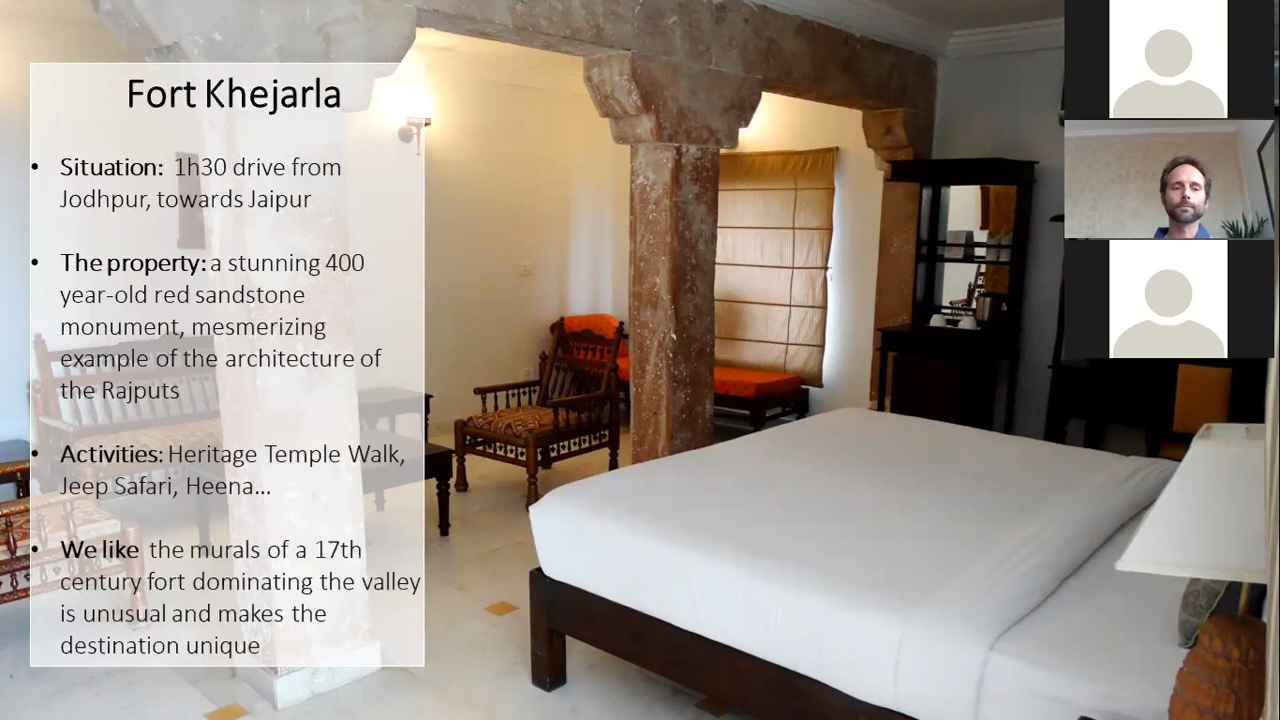 Fort Khejarla
• Situation: 1h30 drive from
Jodhpur, towards Jaipur
• The property: a stunning 400
year-old red sandstone
monument, mesmerizing
example of the architecture of
the Rajputs
• Activities: Heritage Temple Walk,
Jeep Safari, Heena...
• We like the murals of a 17th
century fort dominating the valley
is unusual and makes the
destination unique